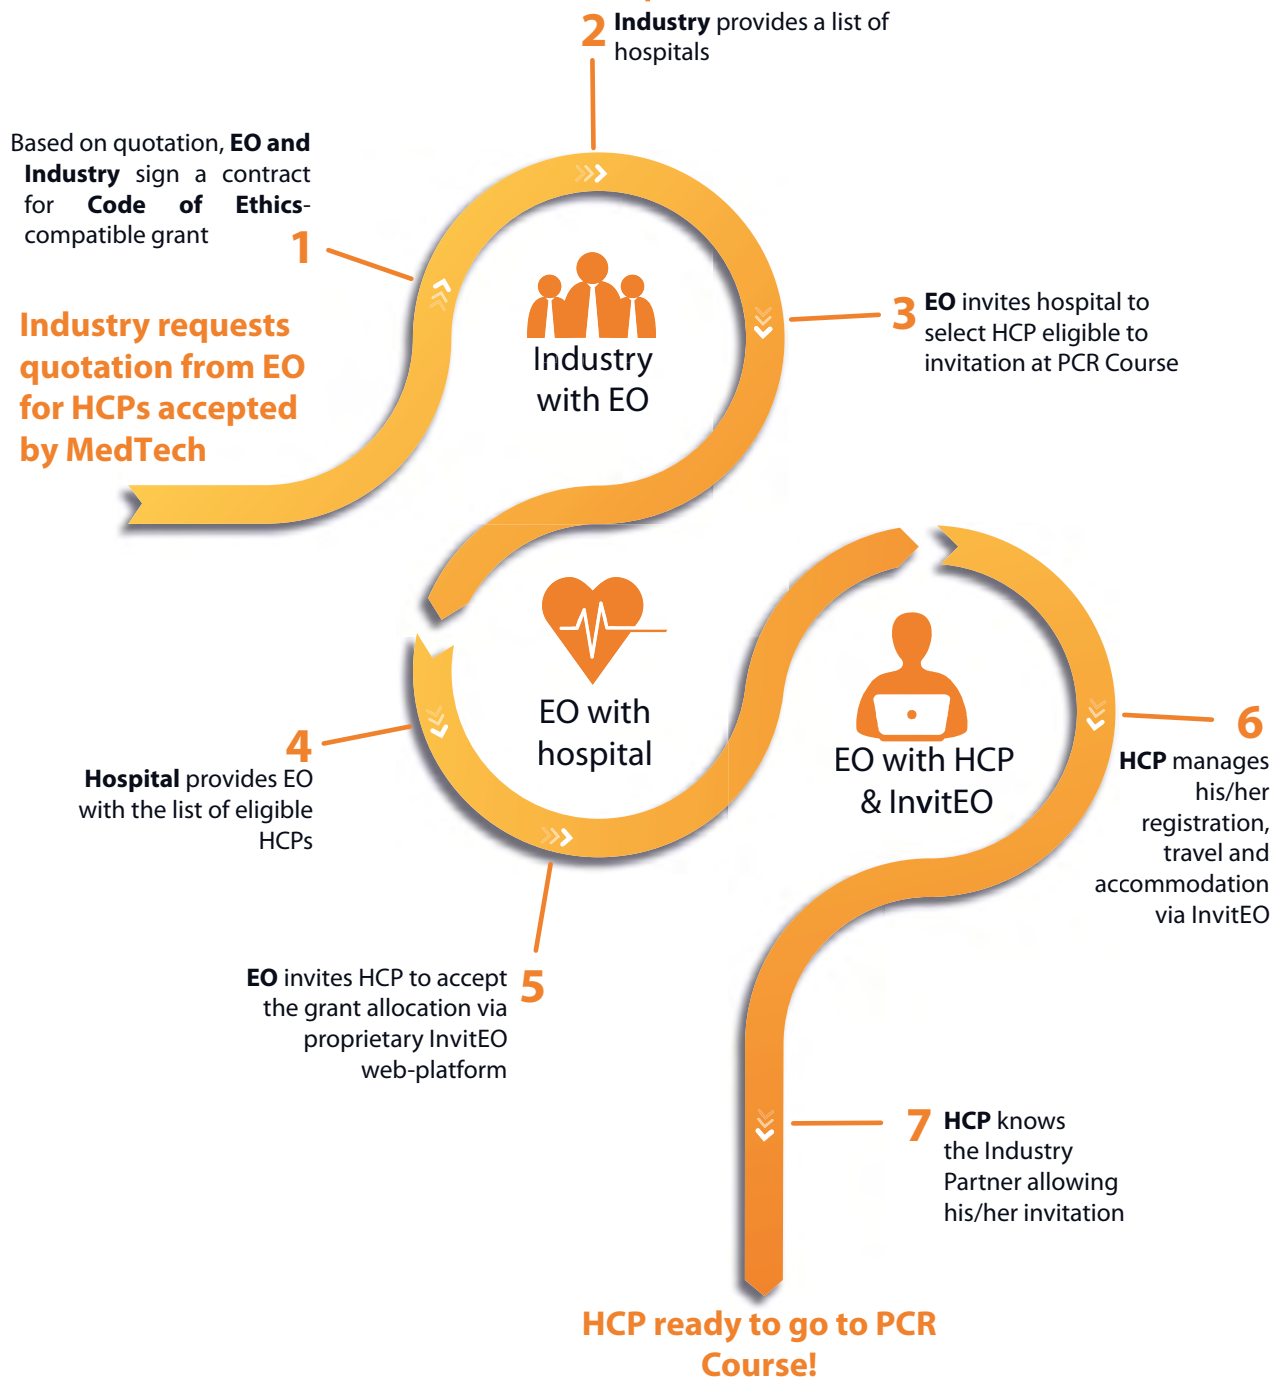 2 Industry provides a list of
hospitals
Based on quotation, EO and
Industry sign a contract
for Code of Ethics-
compatible grant
1
Industry requests
quotation from EO
for HCPs accepted
by MedTech
Industry
with EO
3 EO invites hospital to
select HCP eligible to
invitation at PCR Course
EO with
hospital
4
Hospital provides EO
with the list of eligible
HCPs
EO with HCP
& InvitEO
6
HCP manages
his/her
registration,
travel and
accommodation
via InvitEO
EO invites HCP to accept 5
the grant allocation via
proprietary InvitEO
web-platform
7 HCP knows
the Industry
Partner allowing
his/her invitation
HCP ready to go to PCR
Course!